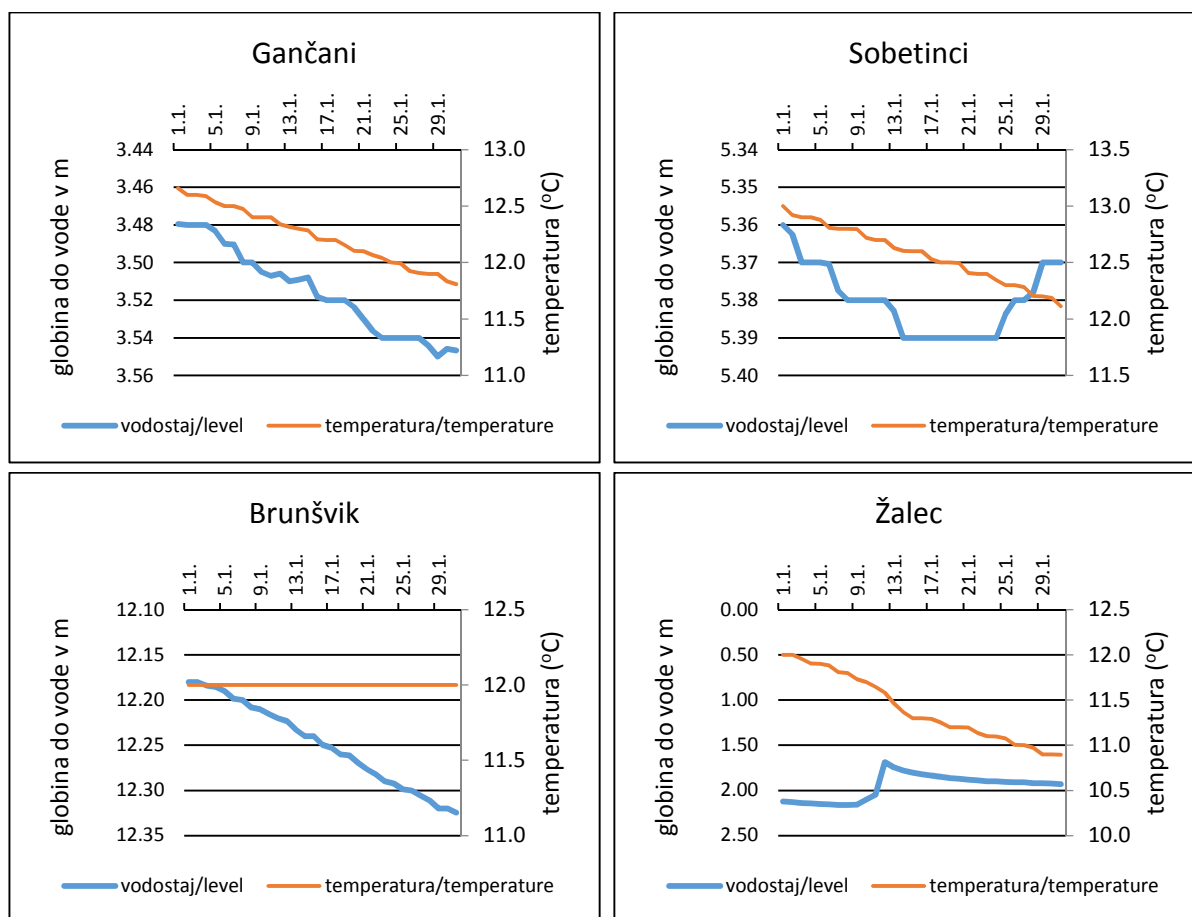 Gančani
1.1. 5.1. 9.1. 13.1. 17.1. 21.1. 25.1. 29.1.
globina do vode v m
3.44
3.46
3.48
3.50
3.52
3.54
3.56
13.0
12.5
12.0
11.5
11.0
temperatura (ºC)
vodostaj/level temperatura/temperature
Sobetinci
1.1. 5.1. 9.1. 13.1. 17.1. 21.1. 25.1. 29.1.
globina do vode v m
5.34
5.35
5.36
5.37
5.38
5.39
5.40
13.5
13.0
12.5
12.0
11.5
temperatura (ºC)
vodostaj/level temperatura/temperature
Brunšvik
1.1. 5.1. 9.1. 13.1. 17.1. 21.1. 25.1. 29.1.
globina do vode v m
12.10
12.15
12.20
12.25
12.30
12.35
12.5
12.0
11.5
11.0
temperatura (ºC)
vodostaj/level temperatura/temperature
Žalec
1.1. 5.1. 9.1. 13.1. 17.1. 21.1. 25.1. 29.1.
globina do vode v m
0.00
0.50
1.00
1.50
2.00
2.50
12.5
12.0
11.5
11.0
10.5
10.0
temperatura (ºC)
vodostaj/level temperatura/temperature